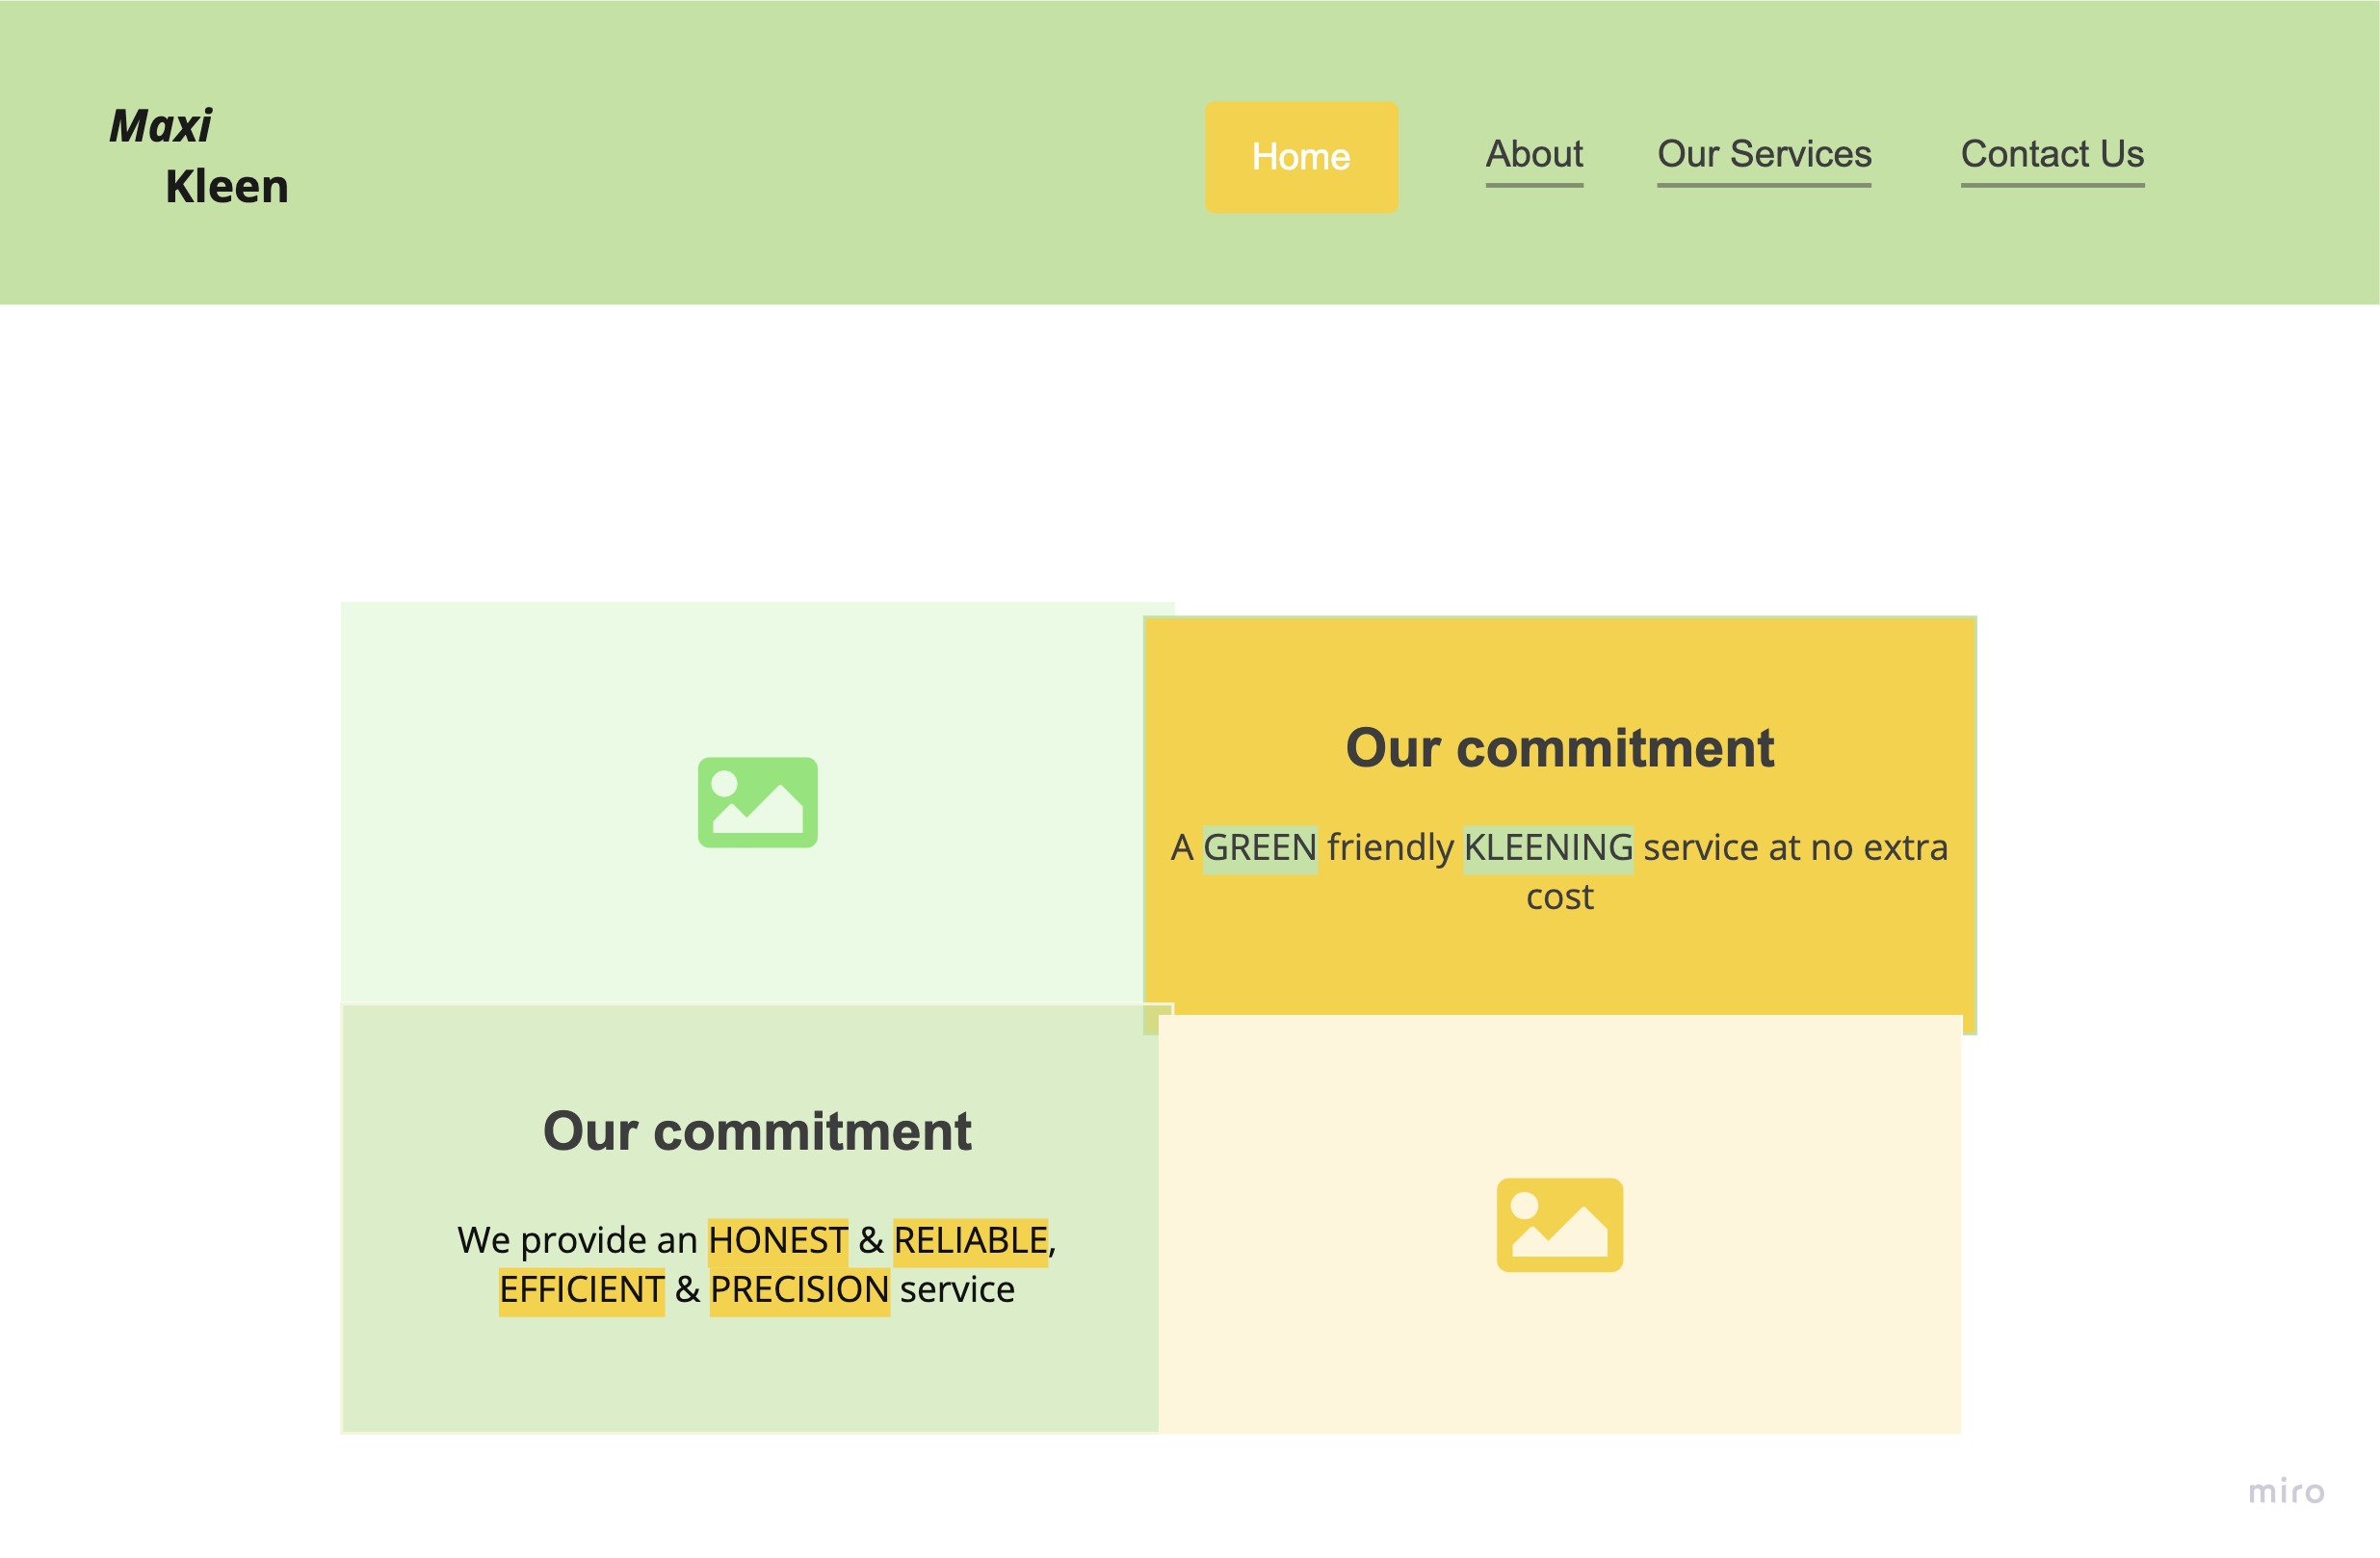 Maxi
Kleen
Home About Our Services Contact Us
Our commitment
A GREEN friendly KLEENING service at no extra
cost
Our commitment
We provide an HONEST & RELIABLE,
EFFICIENT & PRECISION service
miro